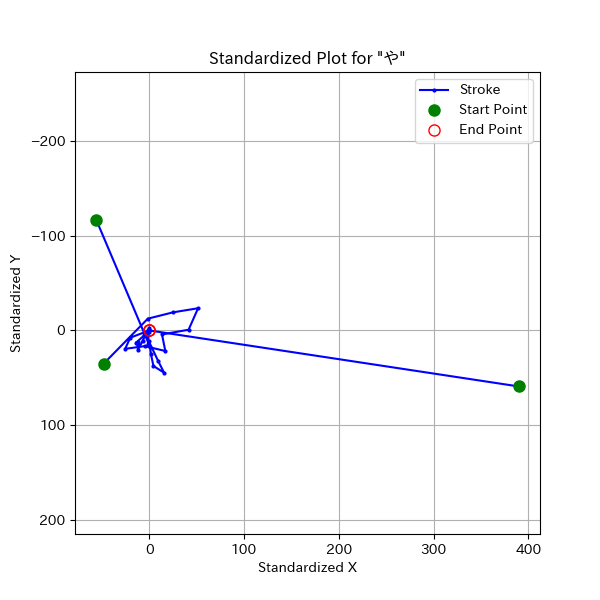 Standardized Plot for "や"
Stroke
Start Point
End Point
Standardized Y
−200
−100
0
100
200
0 100 200 300 400
Standardized X